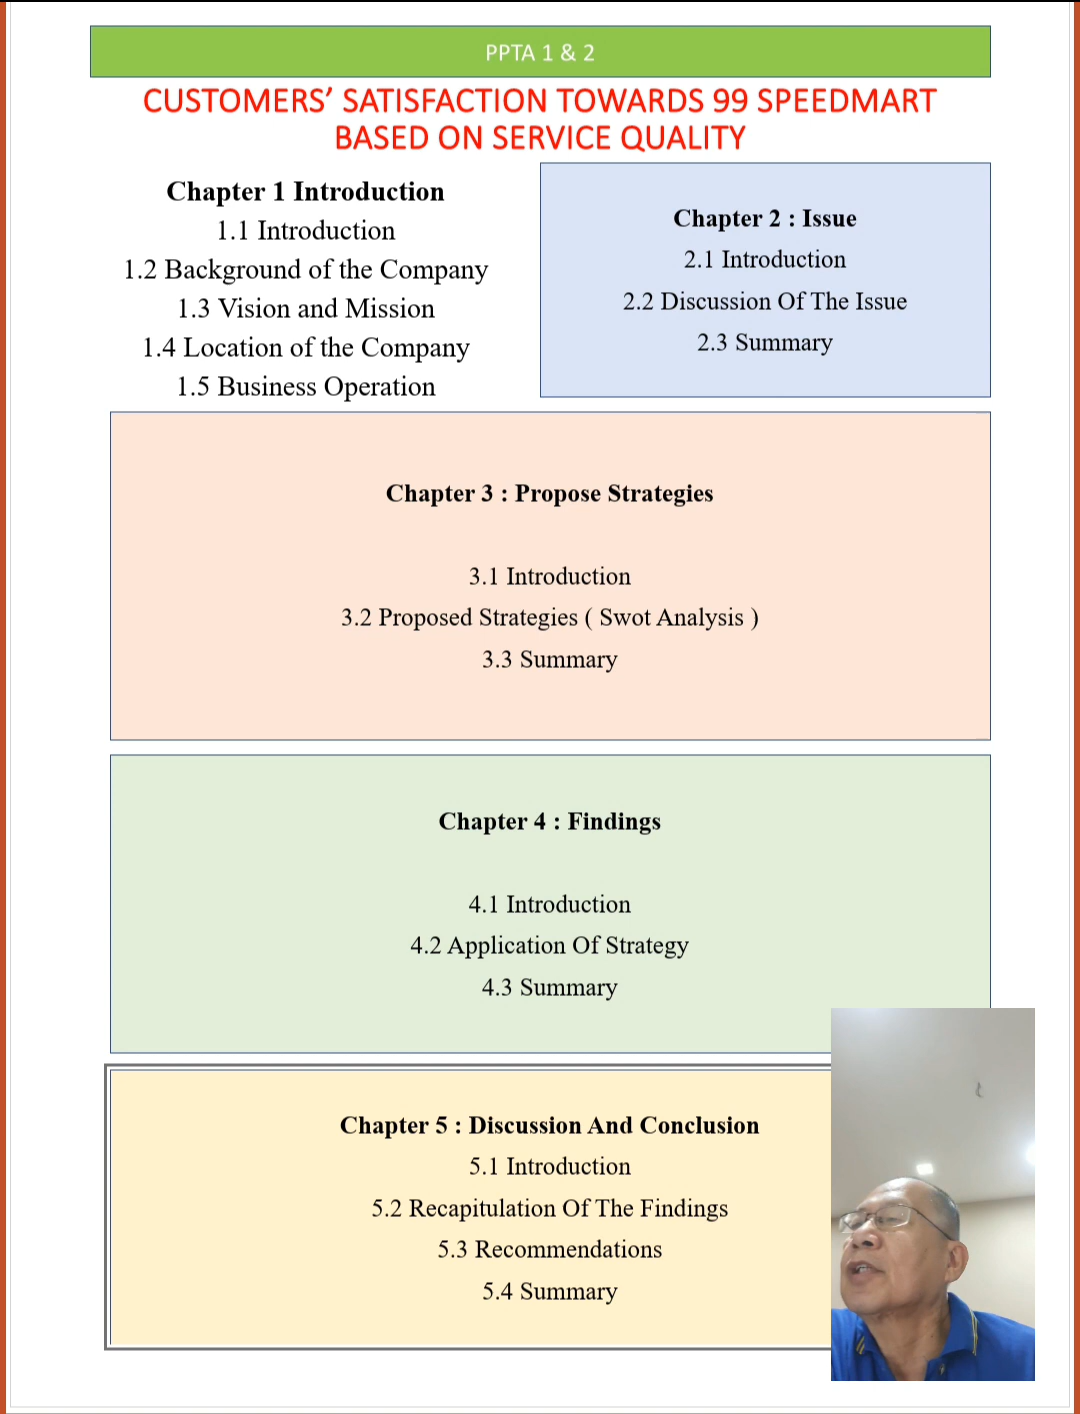 PPTA 1 & 2
CUSTOMERS’ SATISFACTION TOWARDS 99 SPEEDMART
BASED ON SERVICE QUALITY
Chapter 1 Introduction
1.1 Introduction
1.2 Background of the Company
1.3 Vision and Mission
1.4 Location of the Company
1.5 Business Operation
Chapter 2 : Issue
2.1 Introduction
2.2 Discussion Of The Issue
2.3 Summary
Chapter 3 : Propose Strategies
3.1 Introduction
3.2 Proposed Strategies ( Swot Analysis )
3.3 Summary
Chapter 4 : Findings
4.1 Introduction
4.2 Application Of Strategy
4.3 Summary
Chapter 5 : Discussion And Conclusion
5.1 Introduction
5.2 Recapitulation Of The Findings
5.3 Recommendations
5.4 Summary